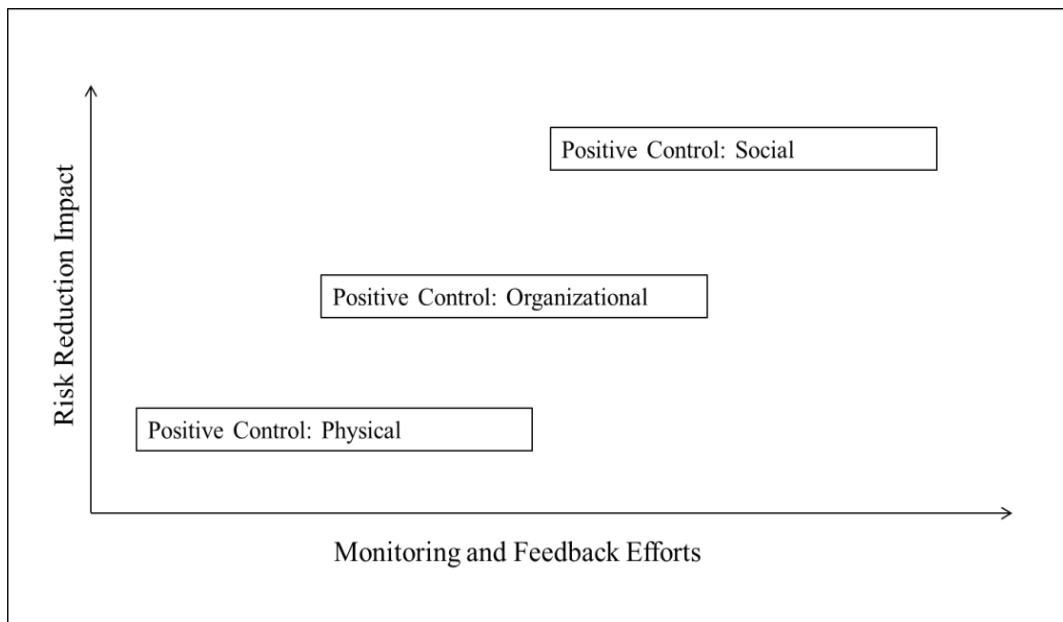 Positive Control: Social
Risk Reduction Impact
Positive Control: Organizational
Positive Control: Physical
Monitoring and Feedback Efforts